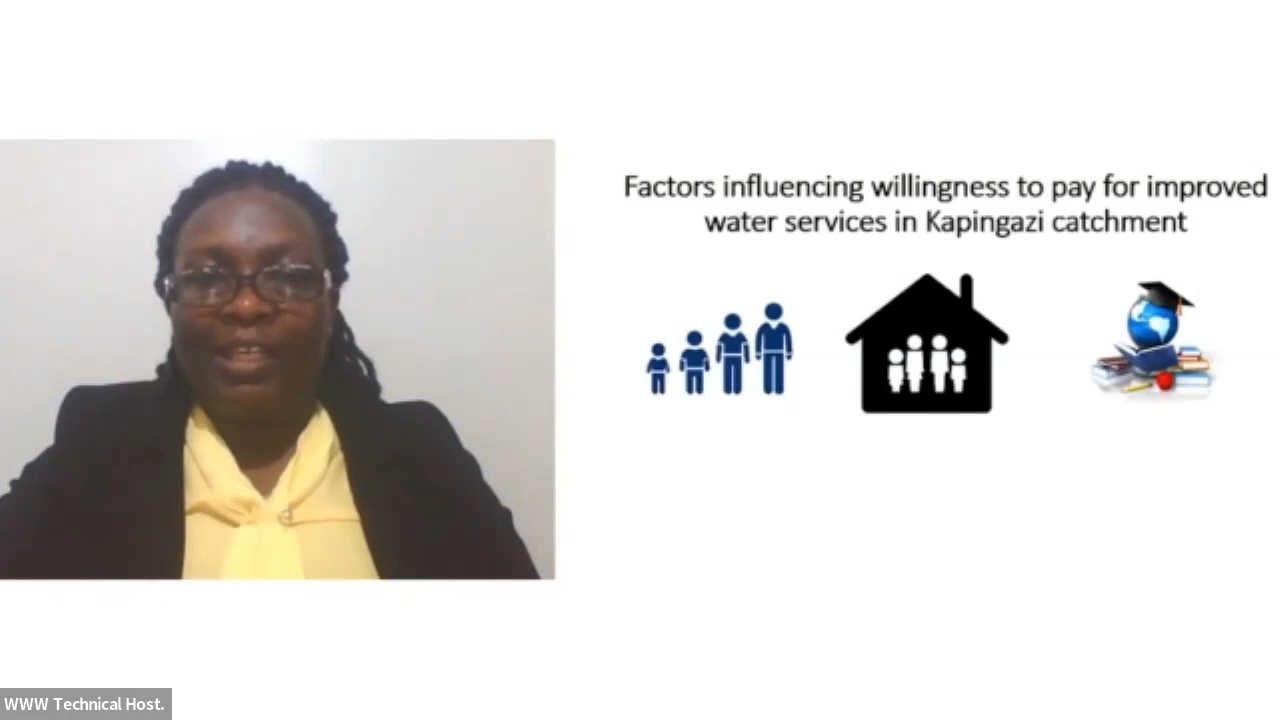 Factors influencing willingness to pay for improved
water services in Kapingazi catchment
WWW Technical Host.